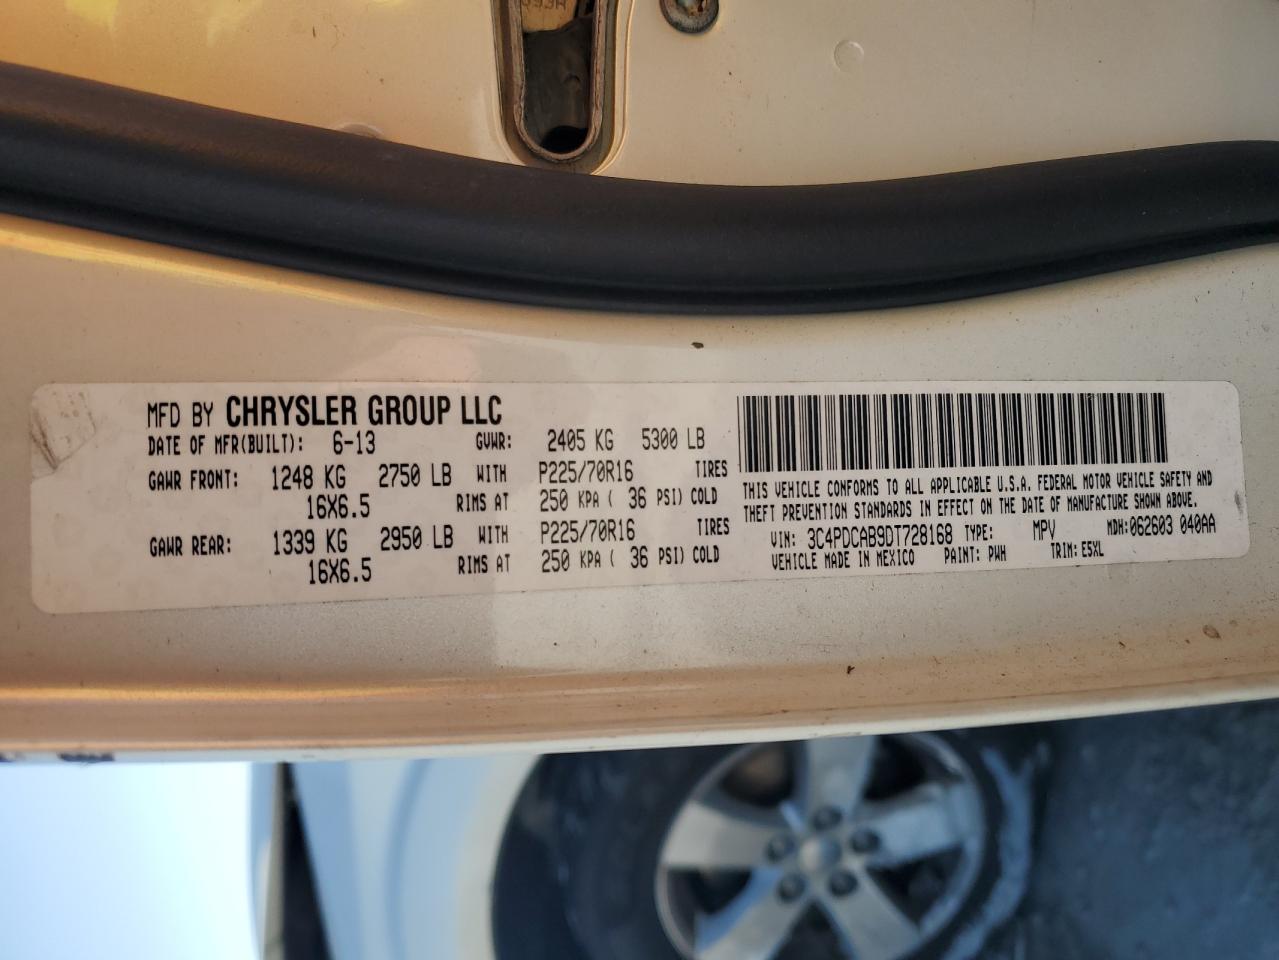 MFD BY CHRYSLER GROUP LLC
DATE OF MFR(BUILT): 6-13 GVWR: 2405 KG 5300 LB
GAWR FRONT: 1248 KG 2750 LB WITH P225/70R16 TIRES
16X6.5 RIMS AT 250 KPA ( 36 PSI) COLD
GAWR REAR: 1339 KG 2950 LB WITH P225/70R16 TIRES
16X6.5 RIMS AT 250 KPA ( 36 PSI) COLD
THIS VEHICLE CONFORMS TO ALL APPLICABLE U.S.A. FEDERAL MOTOR VEHICLE SAFETY AND
THEFT PREVENTION STANDARDS IN EFFECT ON THE DATE OF MANUFACTURE SHOWN ABOVE.
VIN: 3C4PDCAB9DT728168 TYPE: MPV MDH: 062603 040AA
VEHICLE MADE IN MEXICO PAINT: PWH TRIM: E5XL